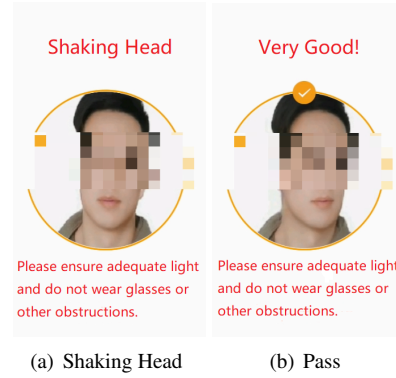 Shaking Head
Please ensure adequate light
and do not wear glasses or
other obstructions.
(a) Shaking Head
Very Good!
Please ensure adequate light
and do not wear glasses or
other obstructions.
(b) Pass